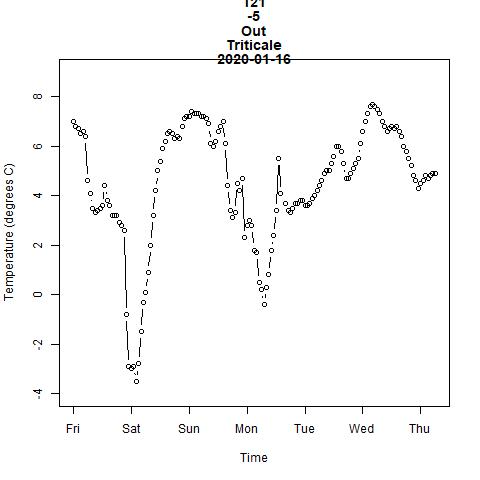 121
-5
Out
Triticale
2020-01-16
Temperature (degrees C)
8
6
4
2
0
-2
-4
Fri Sat Sun Mon Tue Wed Thu
Time